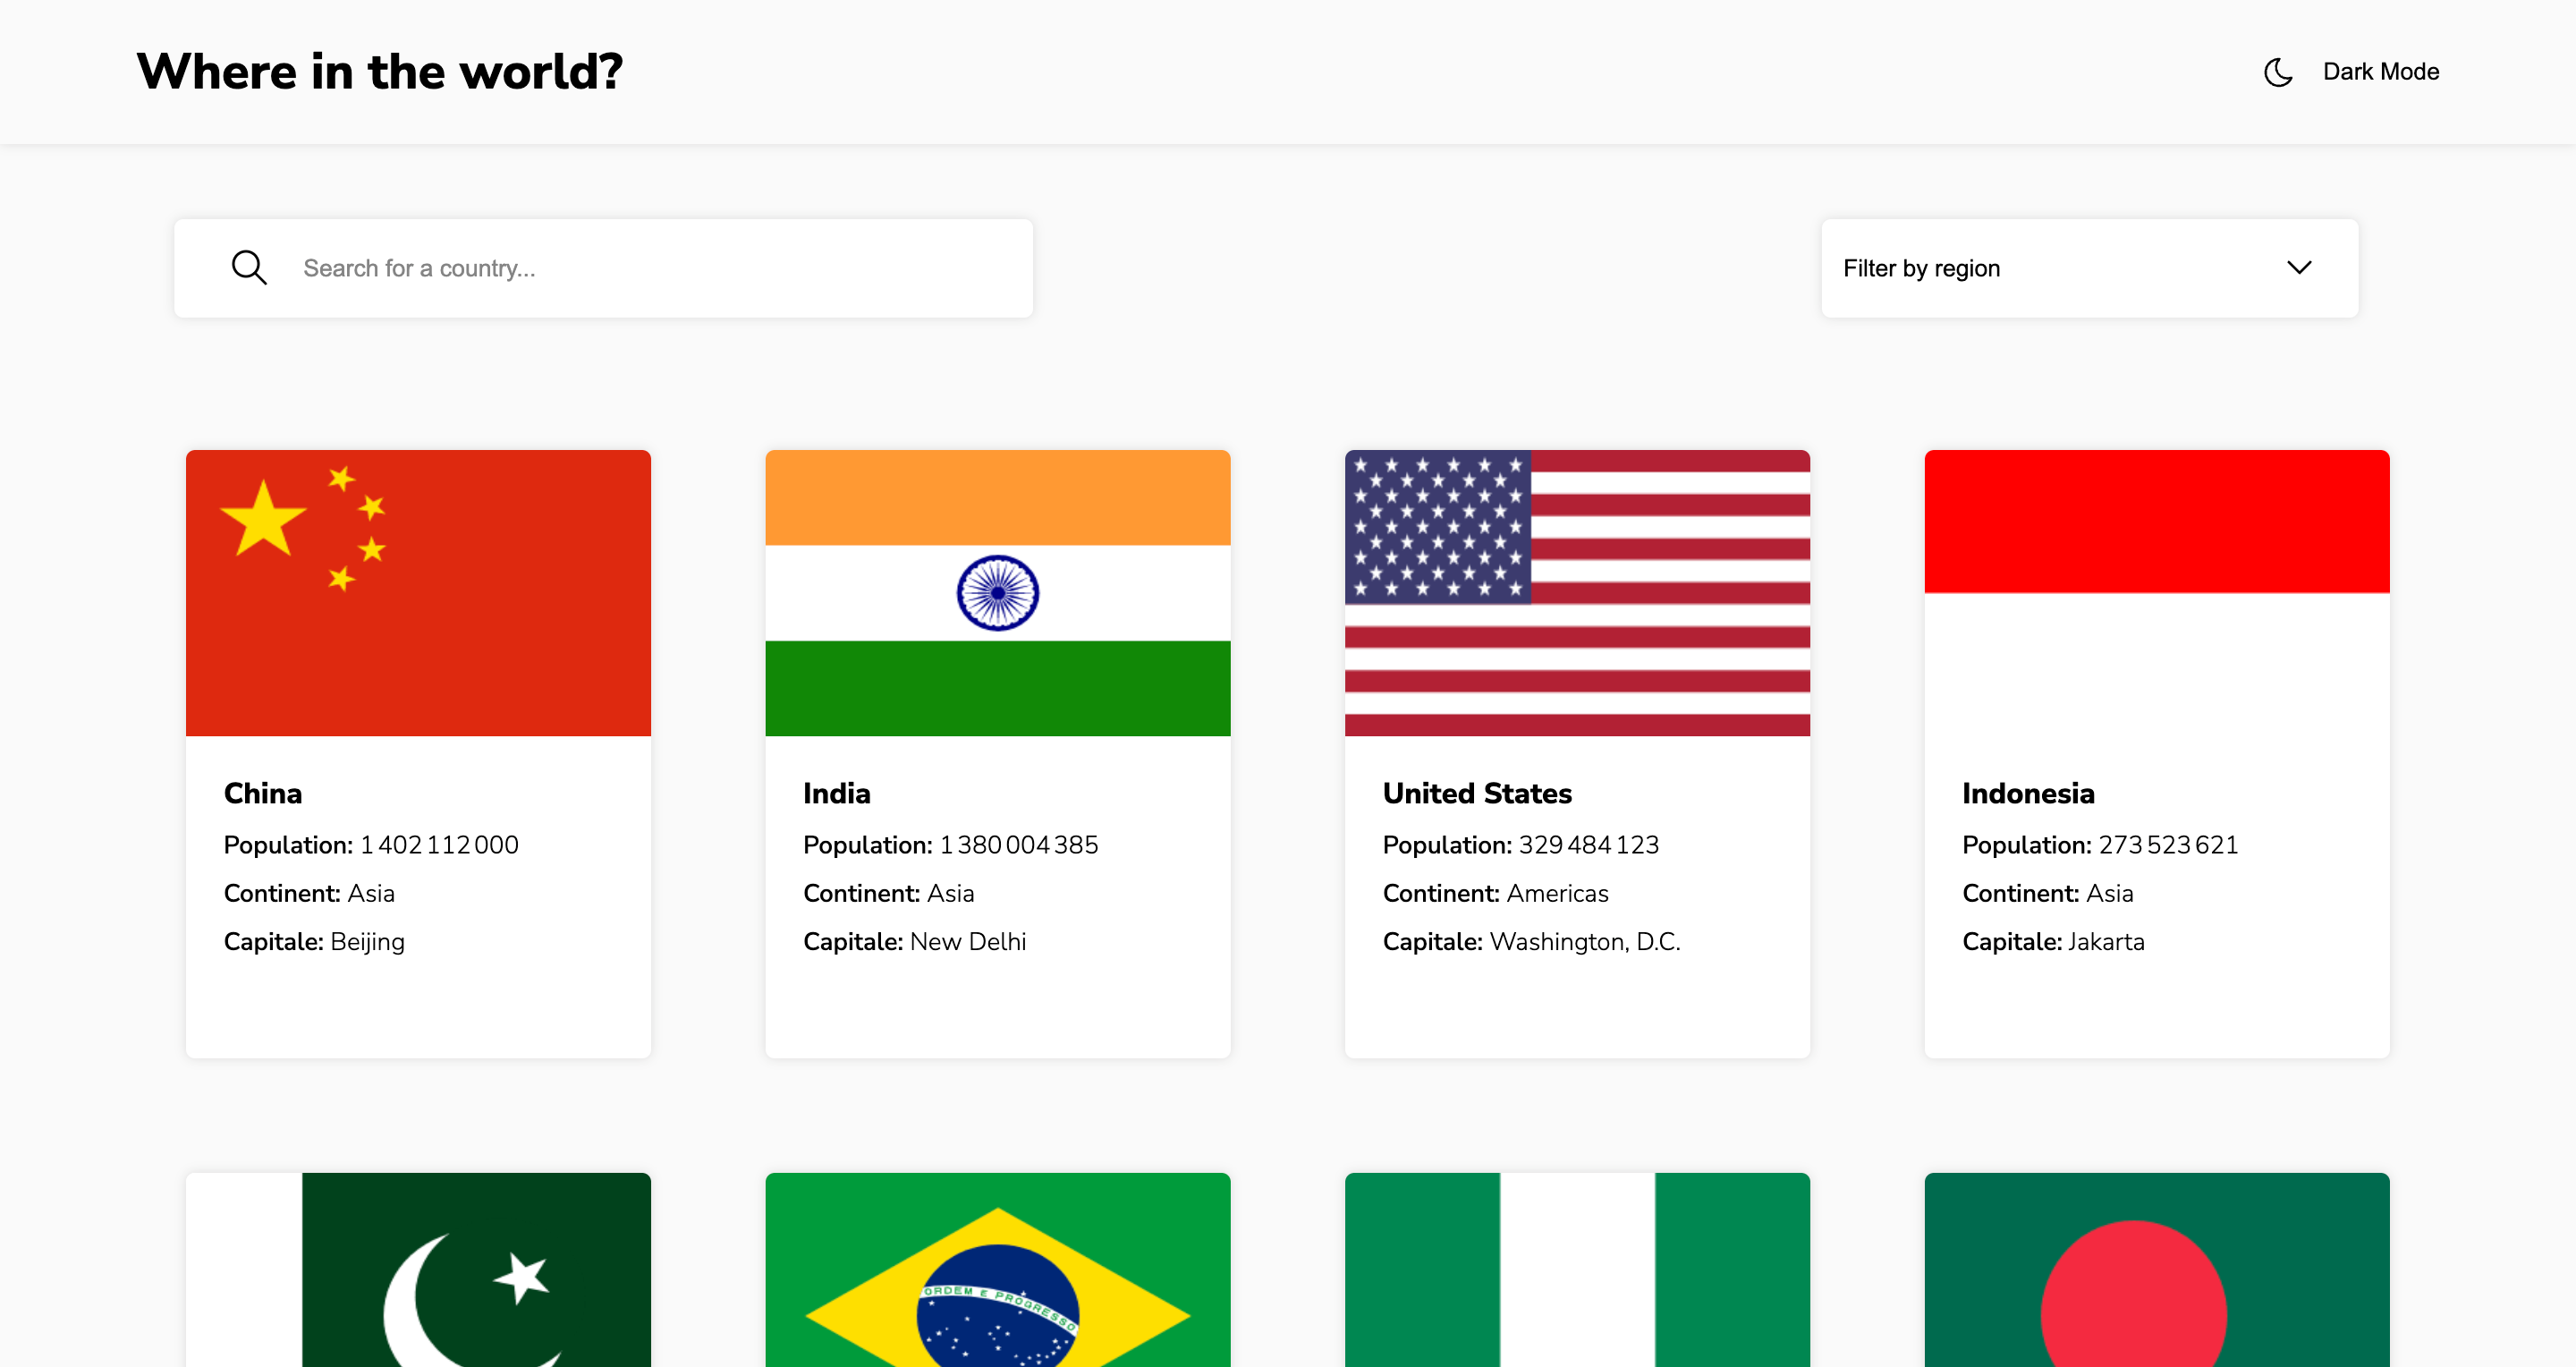 Where in the world?
Dark Mode
Search for a country...
Filter by region
China
Population: 1 402 112 000
Continent: Asia
Capitale: Beijing
India
Population: 1 380 004 385
Continent: Asia
Capitale: New Delhi
United States
Population: 329 484 123
Continent: Americas
Capitale: Washington, D.C.
Indonesia
Population: 273 523 621
Continent: Asia
Capitale: Jakarta
ORDEM E PROGRESSO